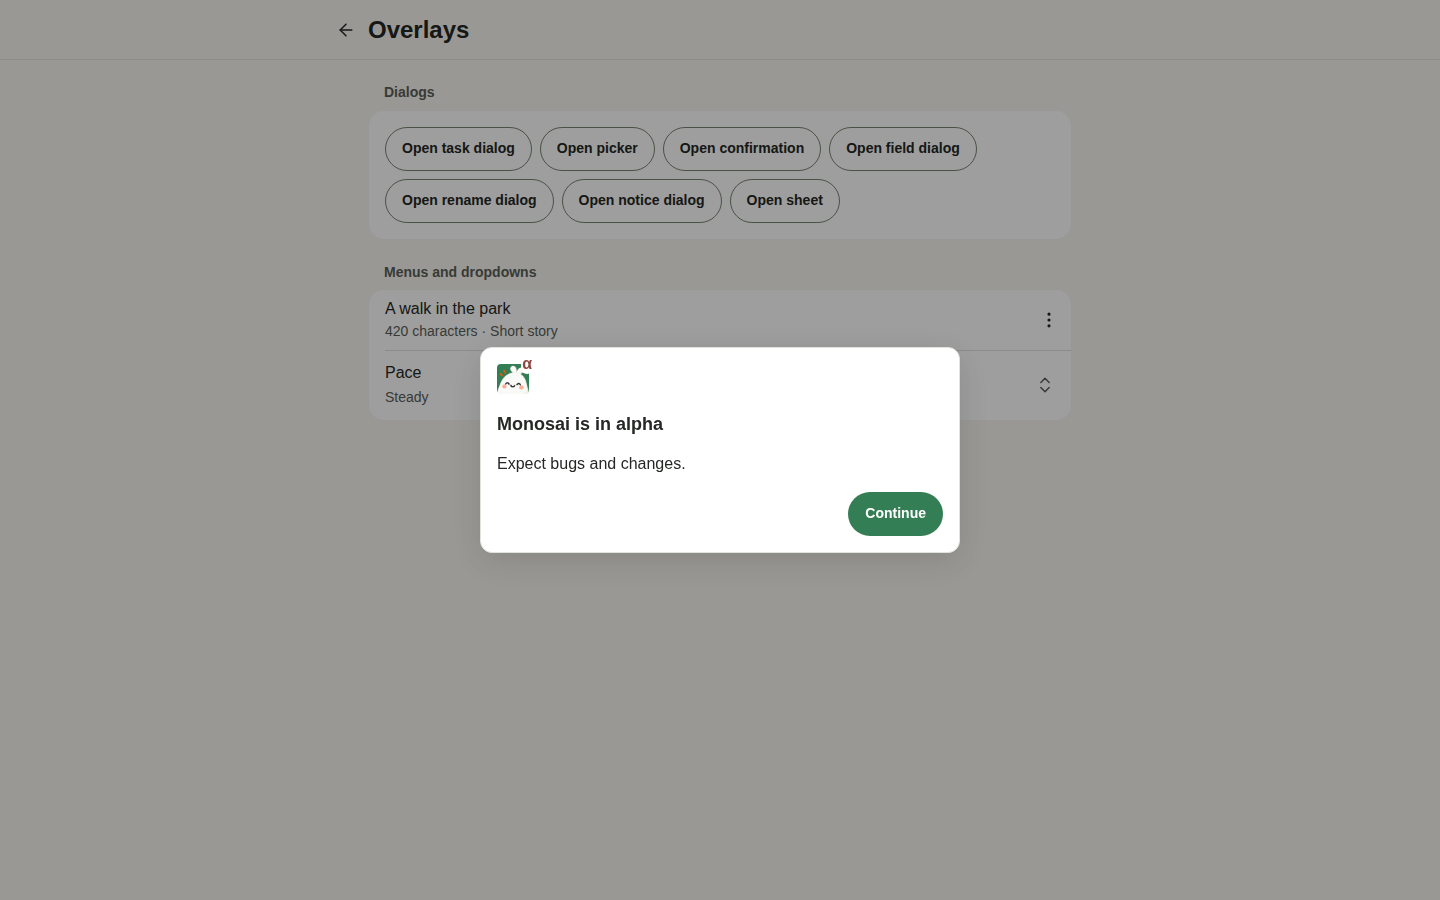 Overlays
Dialogs
Open task dialog
Open picker
Open confirmation
Open field dialog
Open rename dialog
Open notice dialog
Open sheet
Menus and dropdowns
A walk in the park
420 characters · Short story
Pace
Steady
α
Monosai is in alpha
Expect bugs and changes.
Continue